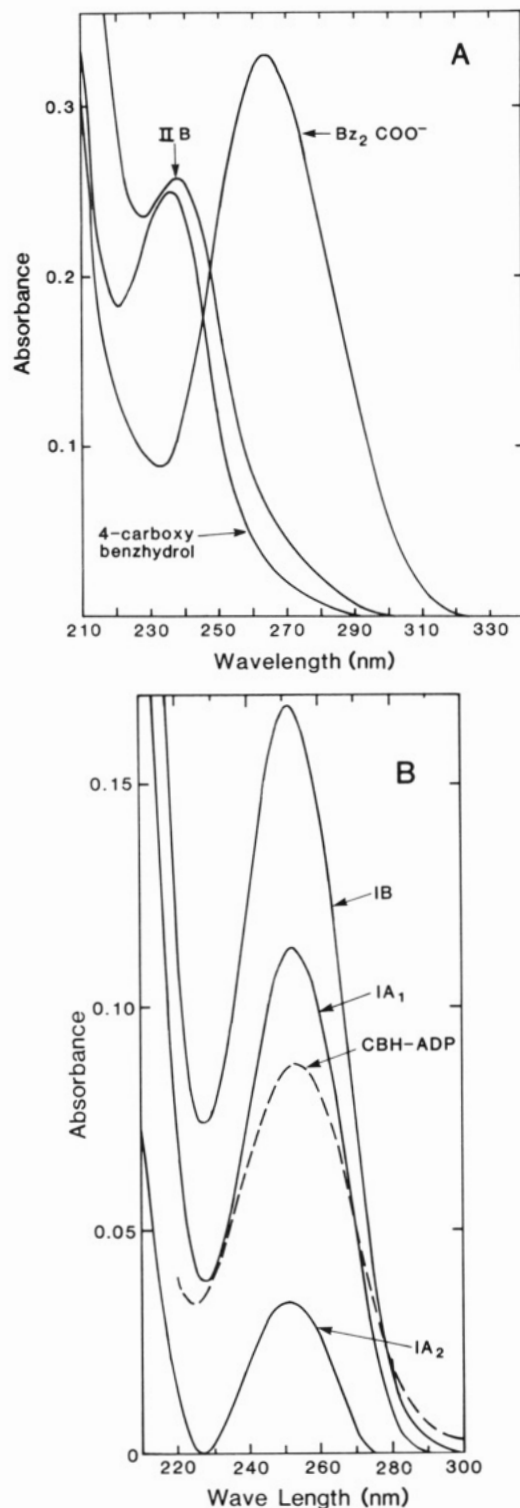 A
0.3
0.2
0.1
Absorbance
II B
Bz₂ COO⁻
4-carboxy
benzhydrol
210 230 250 270 290 310 330
Wavelength (nm)
B
0.15
0.10
0.05
0
Absorbance
IB
IA₁
CBH-ADP
IA₂
220 240 260 280 300
Wave Length (nm)